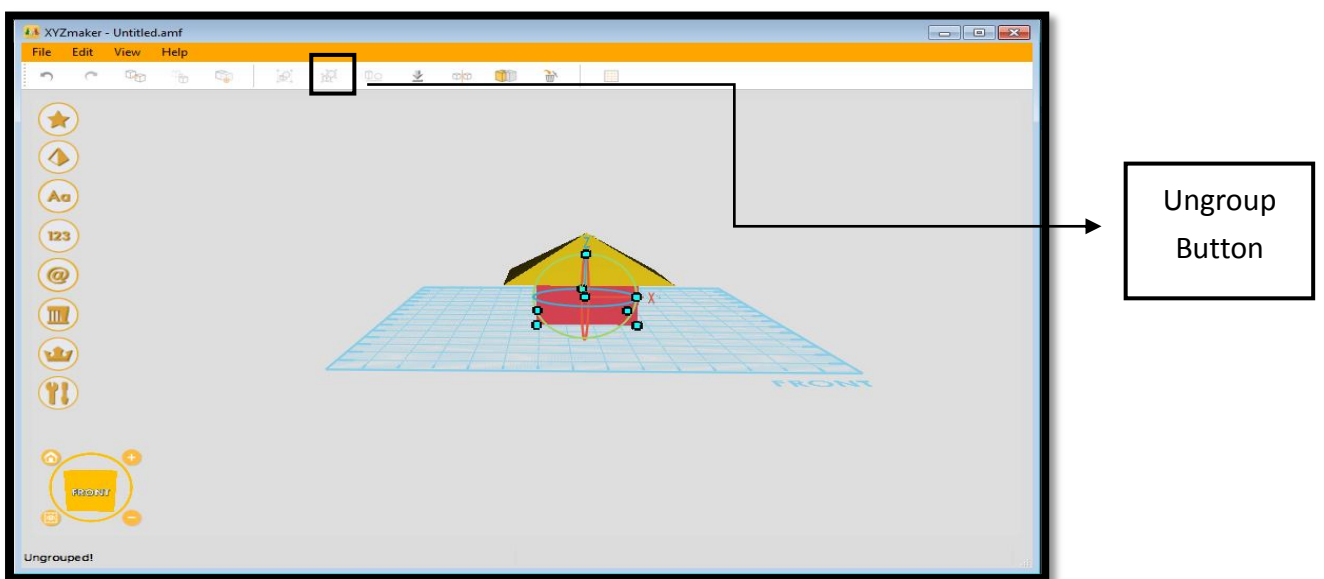 XYZmaker - Untitled.amf
File Edit View Help
Aa
123
@
Ungroup
Button
X
FRONT
FRONT
Ungrouped!